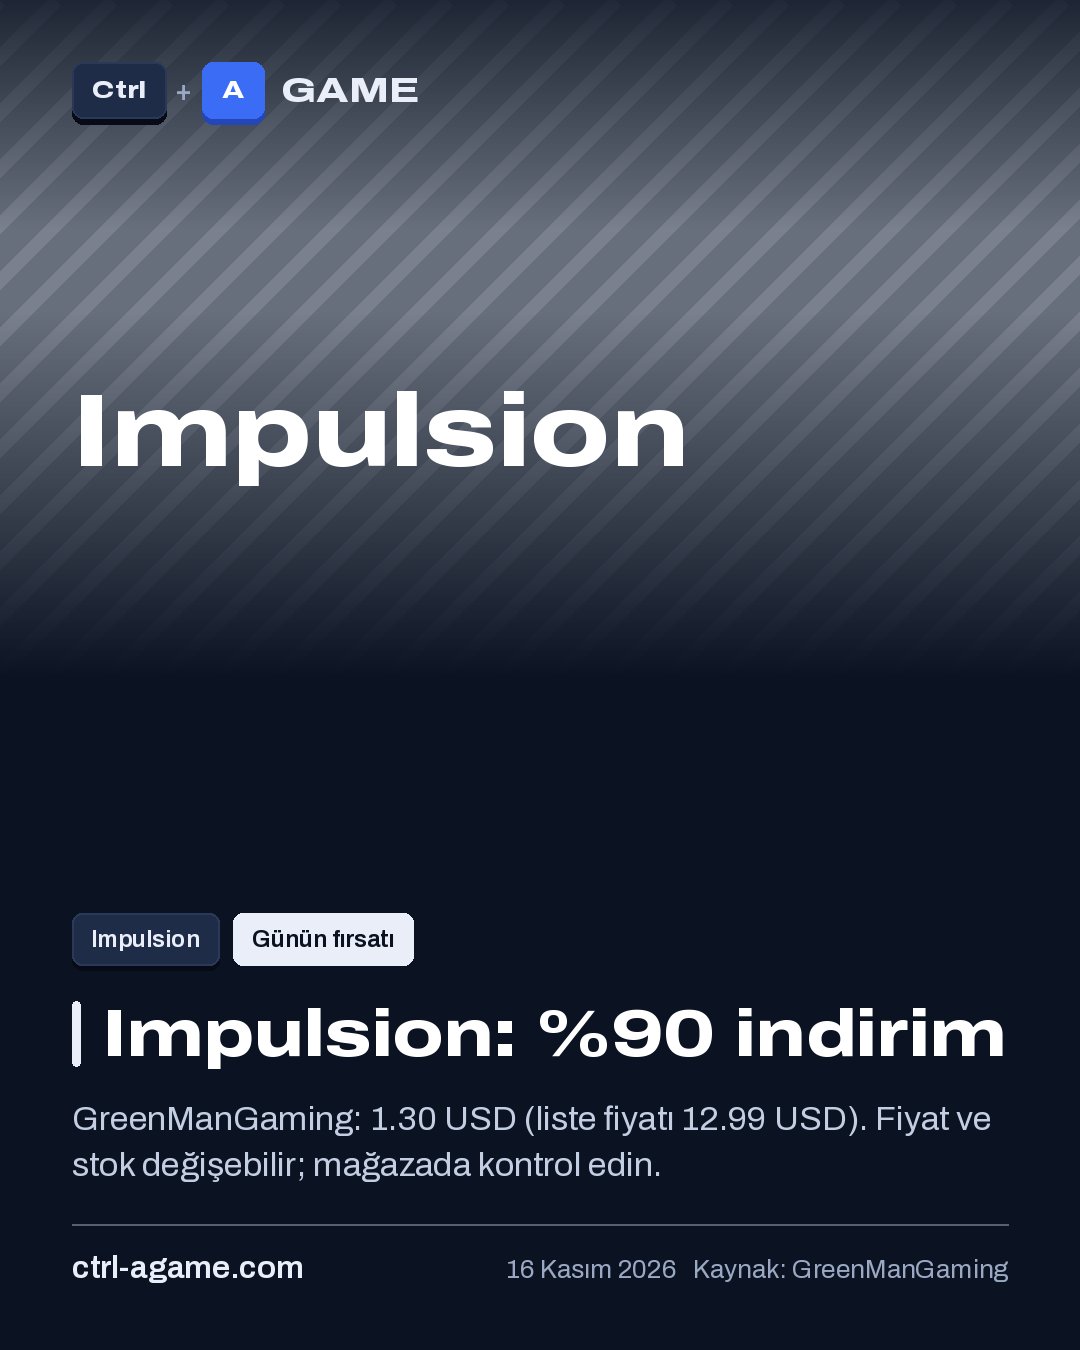 Ctrl + A GAME
Impulsion
Impulsion Günün fırsatı
Impulsion: %90 indirim
GreenManGaming: 1.30 USD (liste fiyatı 12.99 USD). Fiyat ve
stok değişebilir; mağazada kontrol edin.
ctrl-agame.com 16 Kasım 2026 Kaynak: GreenManGaming